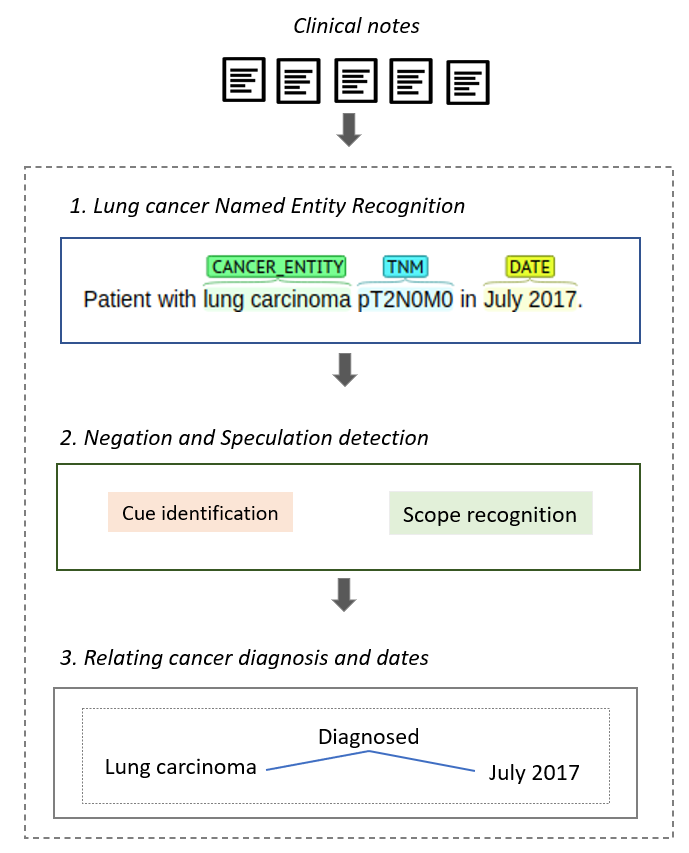 Clinical notes
1. Lung cancer Named Entity Recognition
CANCER_ENTITY TNM DATE
Patient with lung carcinoma pT2N0M0 in July 2017.
2. Negation and Speculation detection
Cue identification Scope recognition
3. Relating cancer diagnosis and dates
Diagnosed
Lung carcinoma July 2017